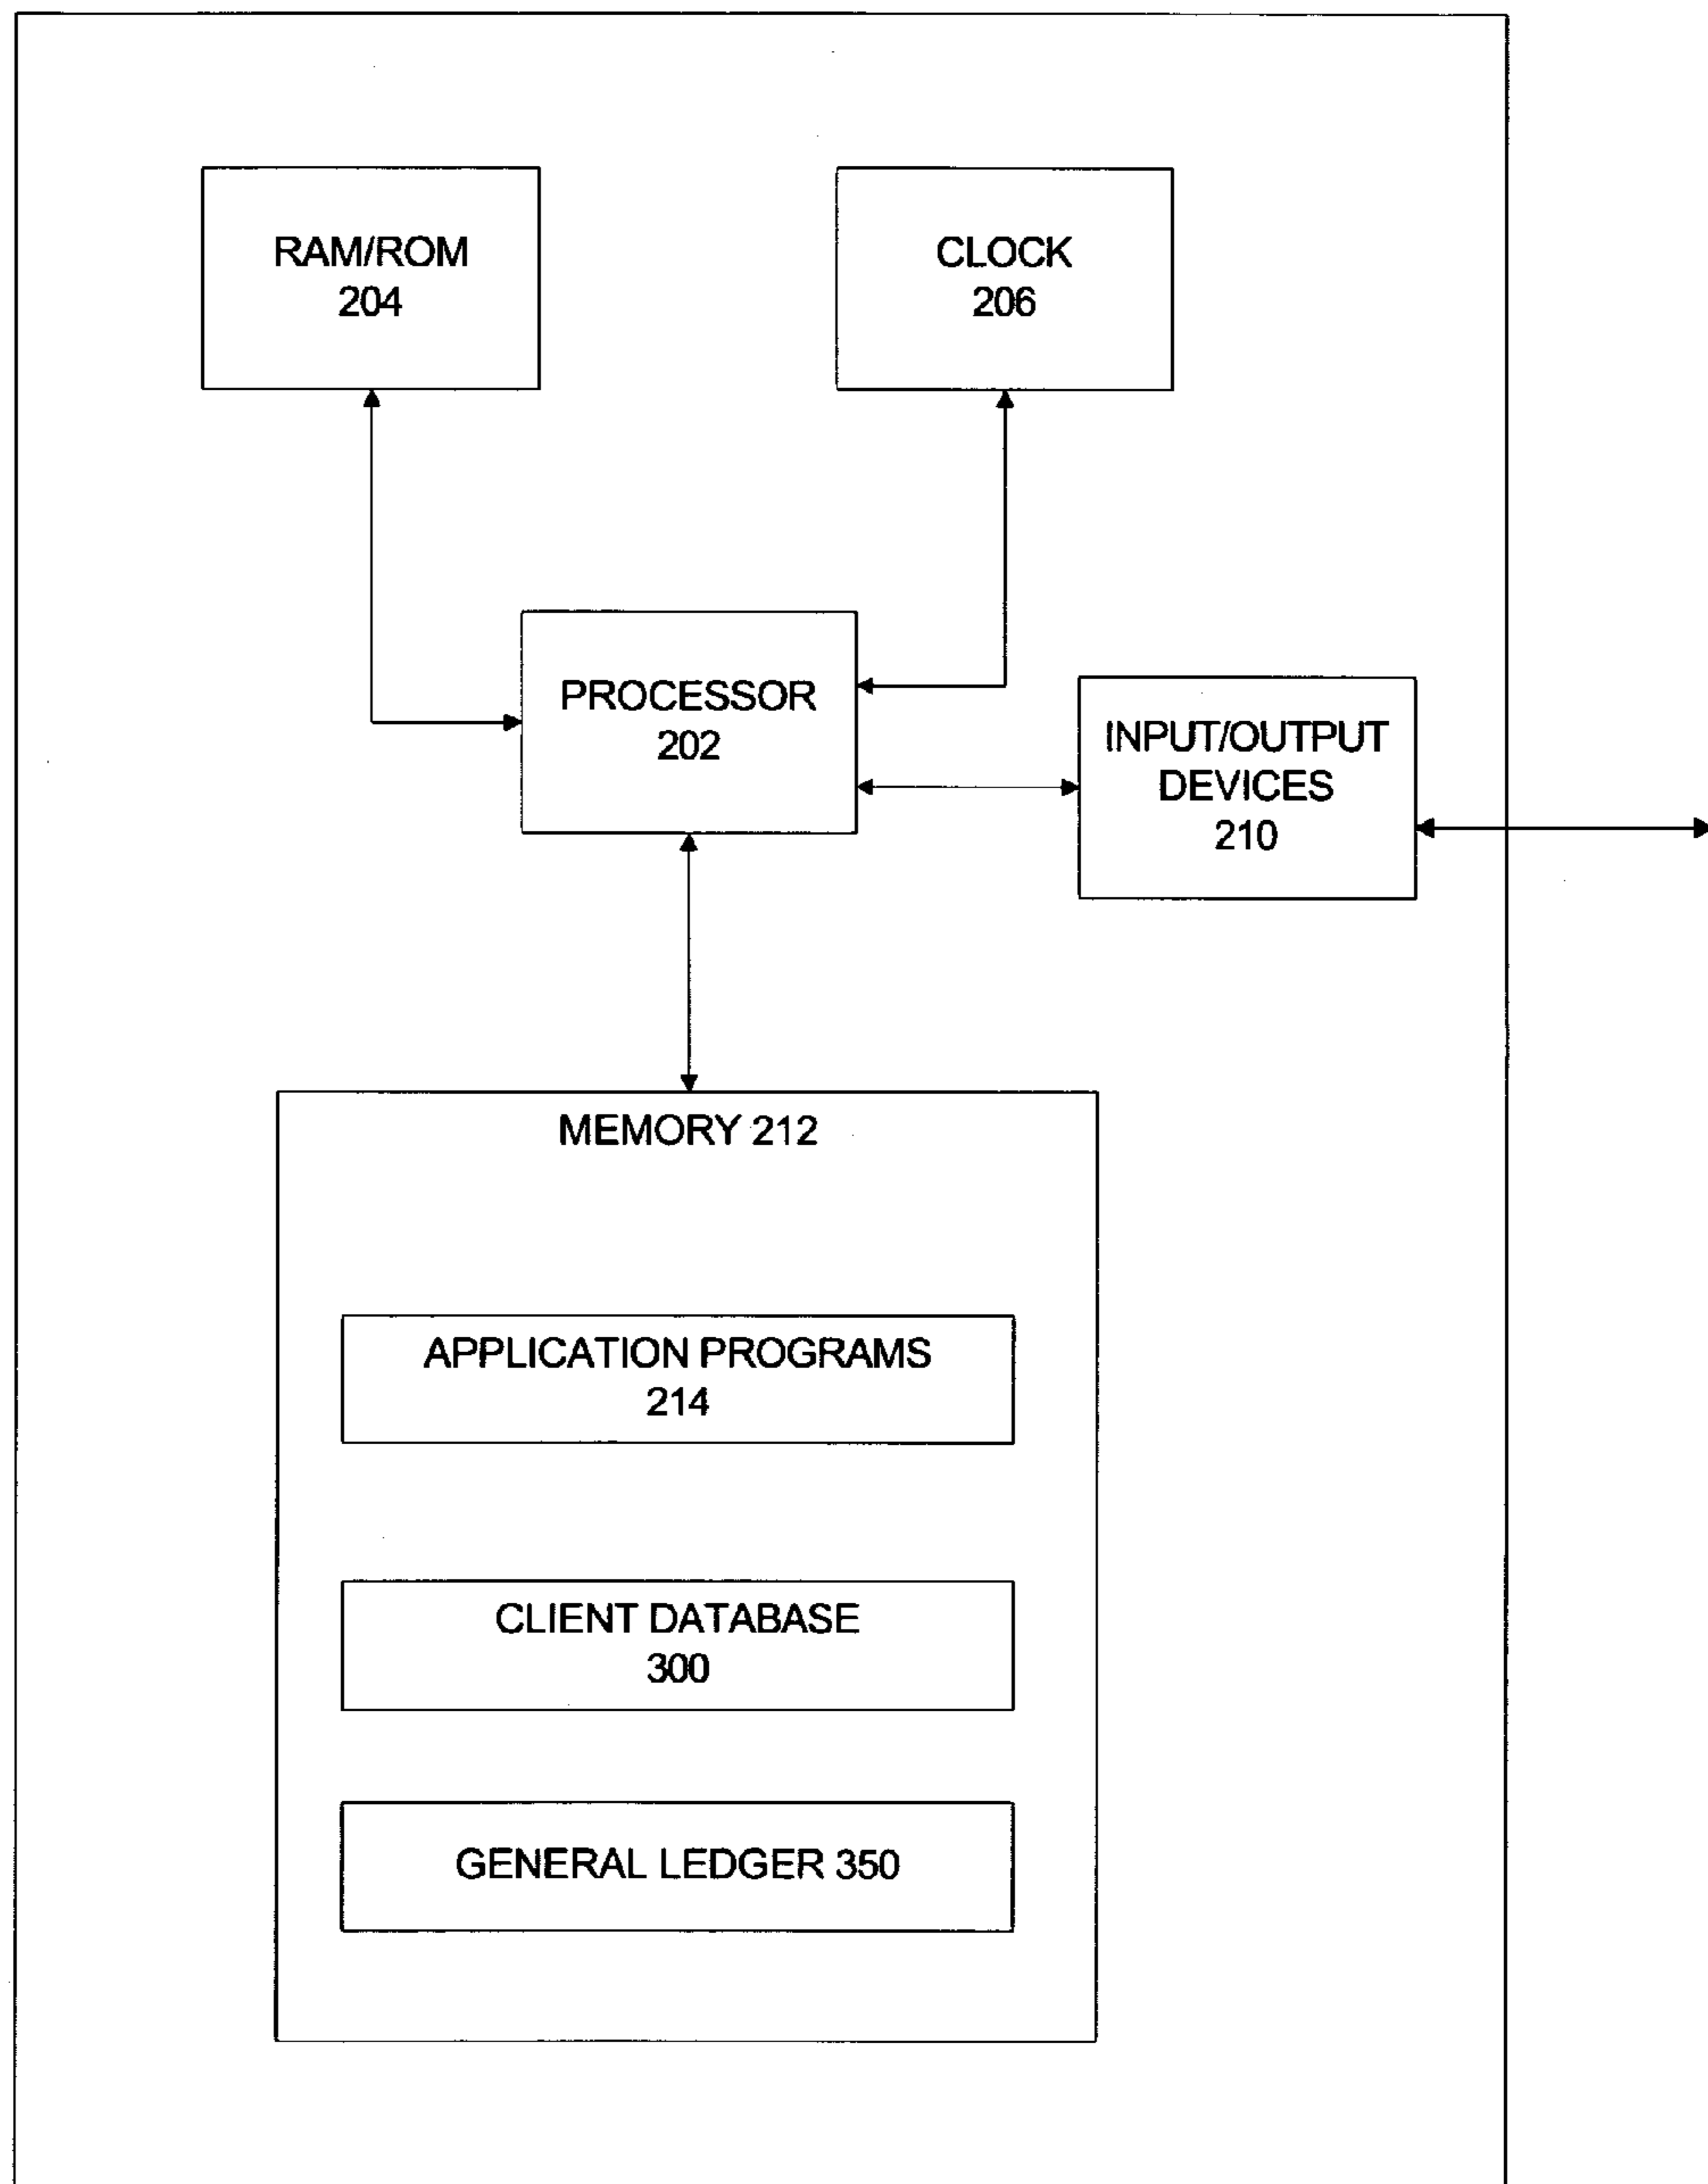 RAM/ROM
204
CLOCK
206
PROCESSOR
202
INPUT/OUTPUT
DEVICES
210
MEMORY 212
APPLICATION PROGRAMS
214
CLIENT DATABASE
300
GENERAL LEDGER 350